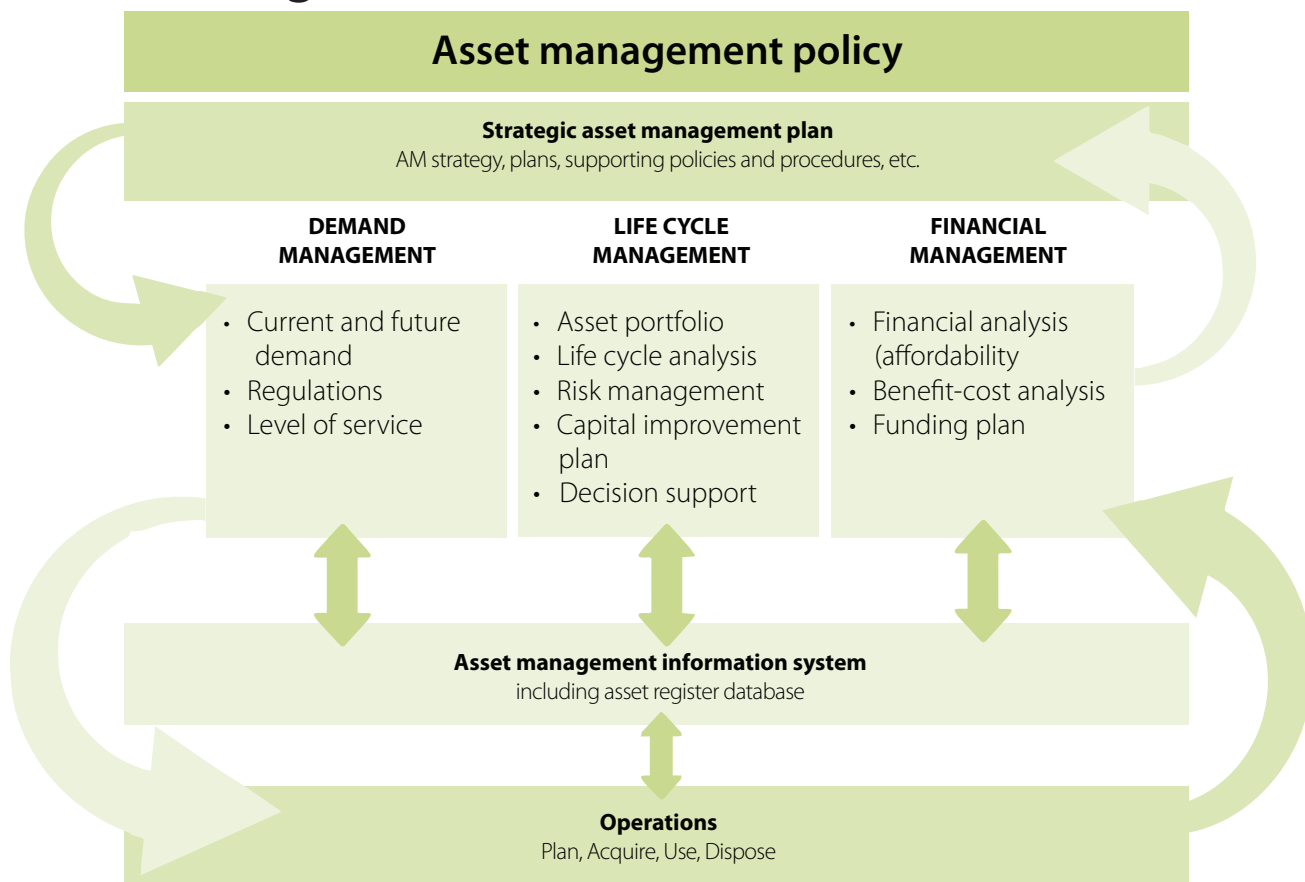 Asset management policy
Strategic asset management plan
AM strategy, plans, supporting policies and procedures, etc.
DEMAND
MANAGEMENT
• Current and future
demand
• Regulations
• Level of service
LIFE CYCLE
MANAGEMENT
• Asset portfolio
• Life cycle analysis
• Risk management
• Capital improvement
plan
• Decision support
FINANCIAL
MANAGEMENT
• Financial analysis
(affordability
• Benefit-cost analysis
• Funding plan
Asset management information system
including asset register database
Operations
Plan, Acquire, Use, Dispose